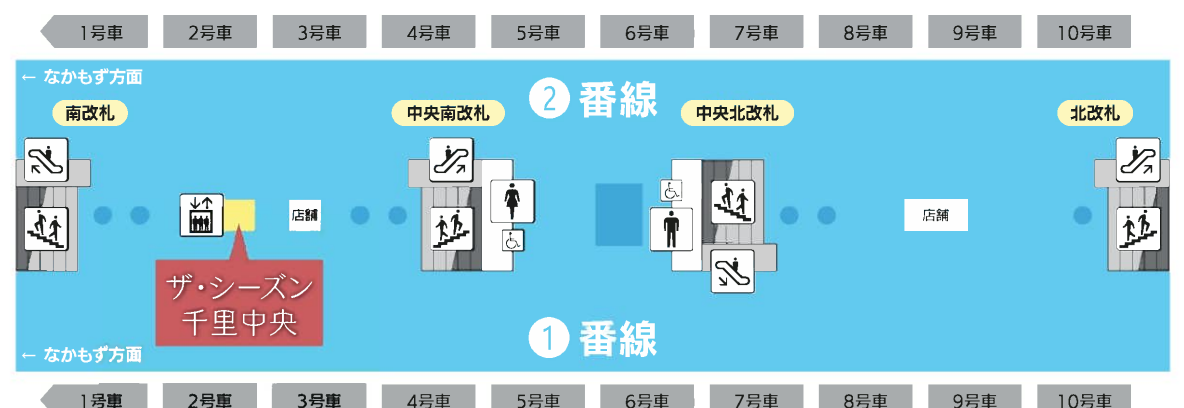 1号車 2号車 3号車 4号車 5号車 6号車 7号車 8号車 9号車 10号車
← なかもず方面
②番線
南改札 中央南改札 中央北改札 北改札
店舗 店舗
ザ・シーズン
千里中央
①番線
← なかもず方面
1号車 2号車 3号車 4号車 5号車 6号車 7号車 8号車 9号車 10号車